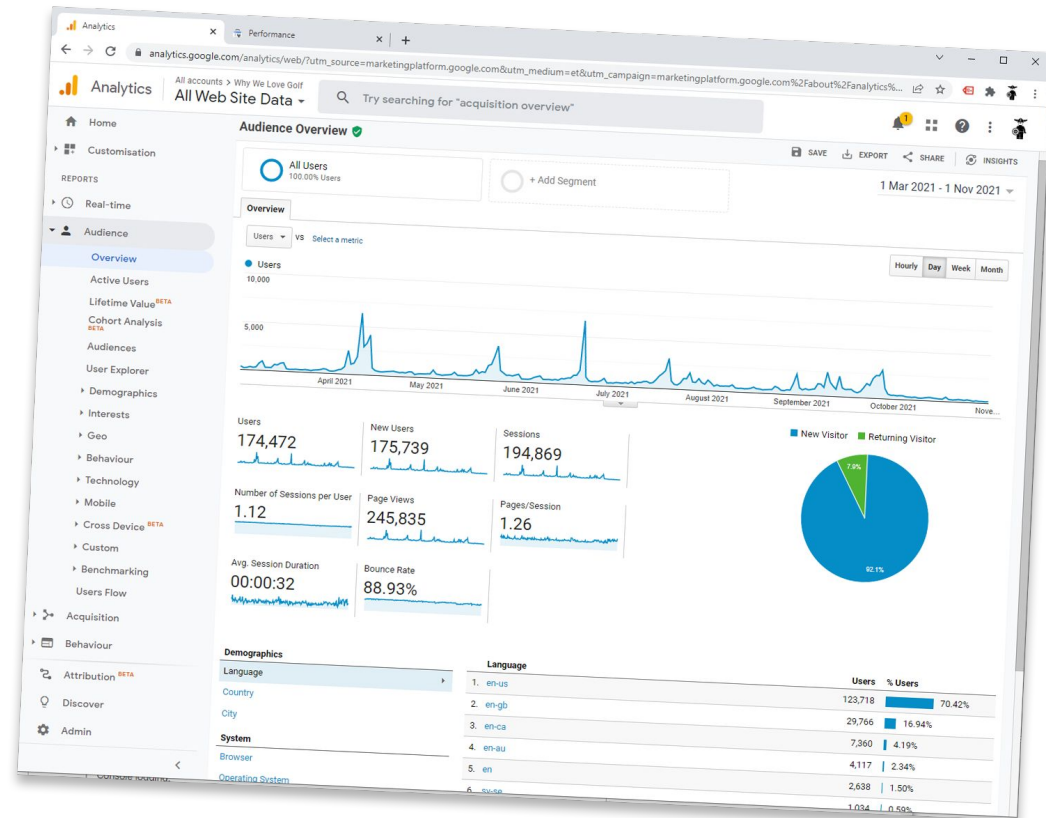 Analytics
Performance
analytics.google.com/analytics/web/?utm_source=marketingplatform.google.com&utm_medium=et&utm_campaign=marketingplatform.google.com%2Fabout%2Fanalytics%...
Analytics
All accounts > Why We Love Golf
All Web Site Data
Try searching for "acquisition overview"
1
Home
Customisation
REPORTS
Real-time
Audience
Overview
Active Users
Lifetime Value BETA
Cohort Analysis
BETA
Audiences
User Explorer
Demographics
Interests
Geo
Behaviour
Technology
Mobile
Cross Device BETA
Custom
Benchmarking
Users Flow
Acquisition
Behaviour
Attribution BETA
Discover
Admin
Console logging.
Audience Overview
SAVE
EXPORT
SHARE
INSIGHTS
All Users
100.00% Users
+ Add Segment
1 Mar 2021 - 1 Nov 2021
Overview
Users VS Select a metric
Hourly Day Week Month
Users
10,000
5,000
April 2021 May 2021 June 2021 July 2021 August 2021 September 2021 October 2021 Nove...
Users
174,472
New Users
175,739
Sessions
194,869
Number of Sessions per User
1.12
Page Views
245,835
Pages/Session
1.26
Avg. Session Duration
00:00:32
Bounce Rate
88.93%
New Visitor Returning Visitor
7.9%
92.1%
Demographics
Language
Country
City
System
Browser
Operating System
Language Users % Users
1. en-us 123,718 70.42%
2. en-gb 29,766 16.94%
3. en-ca 7,360 4.19%
4. en-au 4,117 2.34%
5. en 2,638 1.50%
6. sv-se 1,034 0.59%